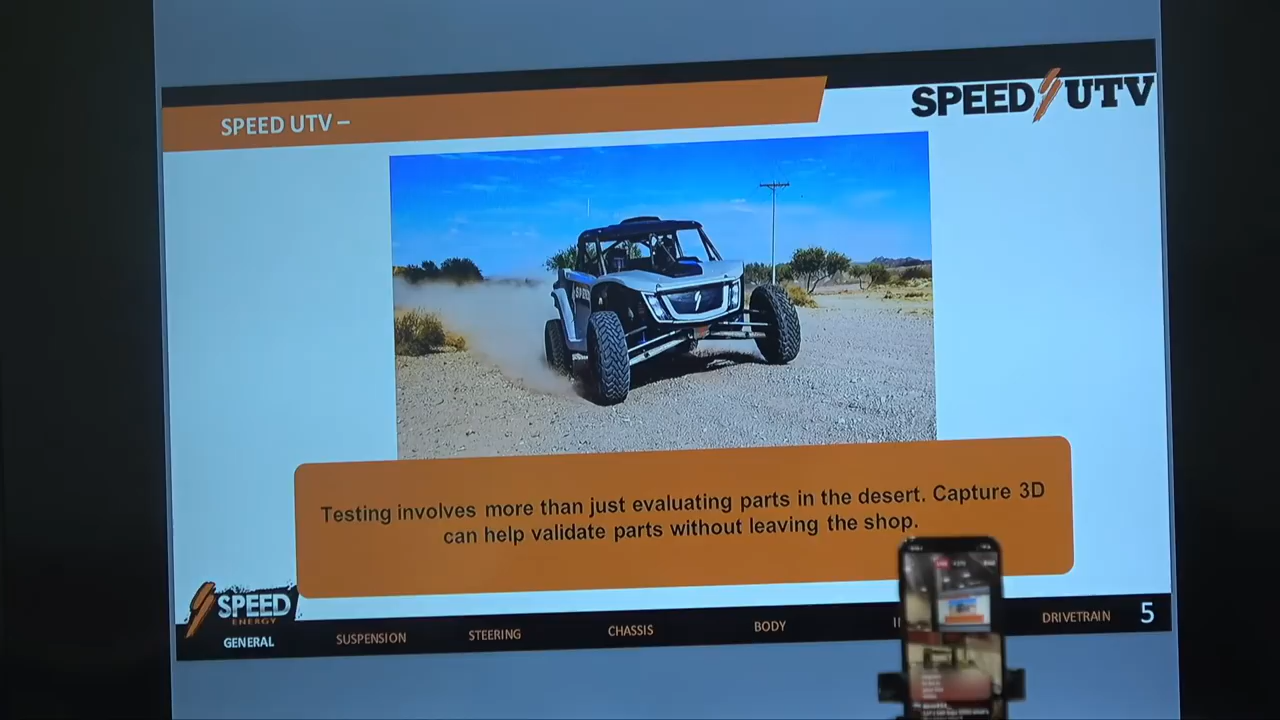 SPEED UTV –
SPEED UTV
SPEED
Testing involves more than just evaluating parts in the desert. Capture 3D
can help validate parts without leaving the shop.
SPEED
ENERGY
GENERAL
SUSPENSION
STEERING
CHASSIS
BODY
DRIVETRAIN
5